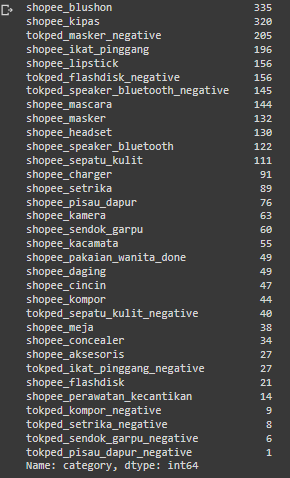 shopee_blushon 335
shopee_kipas 320
tokped_masker_negative 205
shopee_ikat_pinggang 196
shopee_lipstick 156
tokped_flashdisk_negative 156
tokped_speaker_bluetooth_negative 145
shopee_mascara 144
shopee_masker 132
shopee_headset 130
shopee_speaker_bluetooth 122
shopee_sepatu_kulit 111
shopee_charger 91
shopee_setrika 89
shopee_pisau_dapur 76
shopee_kamera 63
shopee_sendok_garpu 60
shopee_kacamata 55
shopee_pakaian_wanita_done 49
shopee_daging 49
shopee_cincin 47
shopee_kompor 44
tokped_sepatu_kulit_negative 40
shopee_meja 38
shopee_concealer 34
shopee_aksesoris 27
tokped_ikat_pinggang_negative 27
shopee_flashdisk 21
shopee_perawatan_kecantikan 14
tokped_kompor_negative 9
tokped_setrika_negative 8
tokped_sendok_garpu_negative 6
tokped_pisau_dapur_negative 1
Name: category, dtype: int64